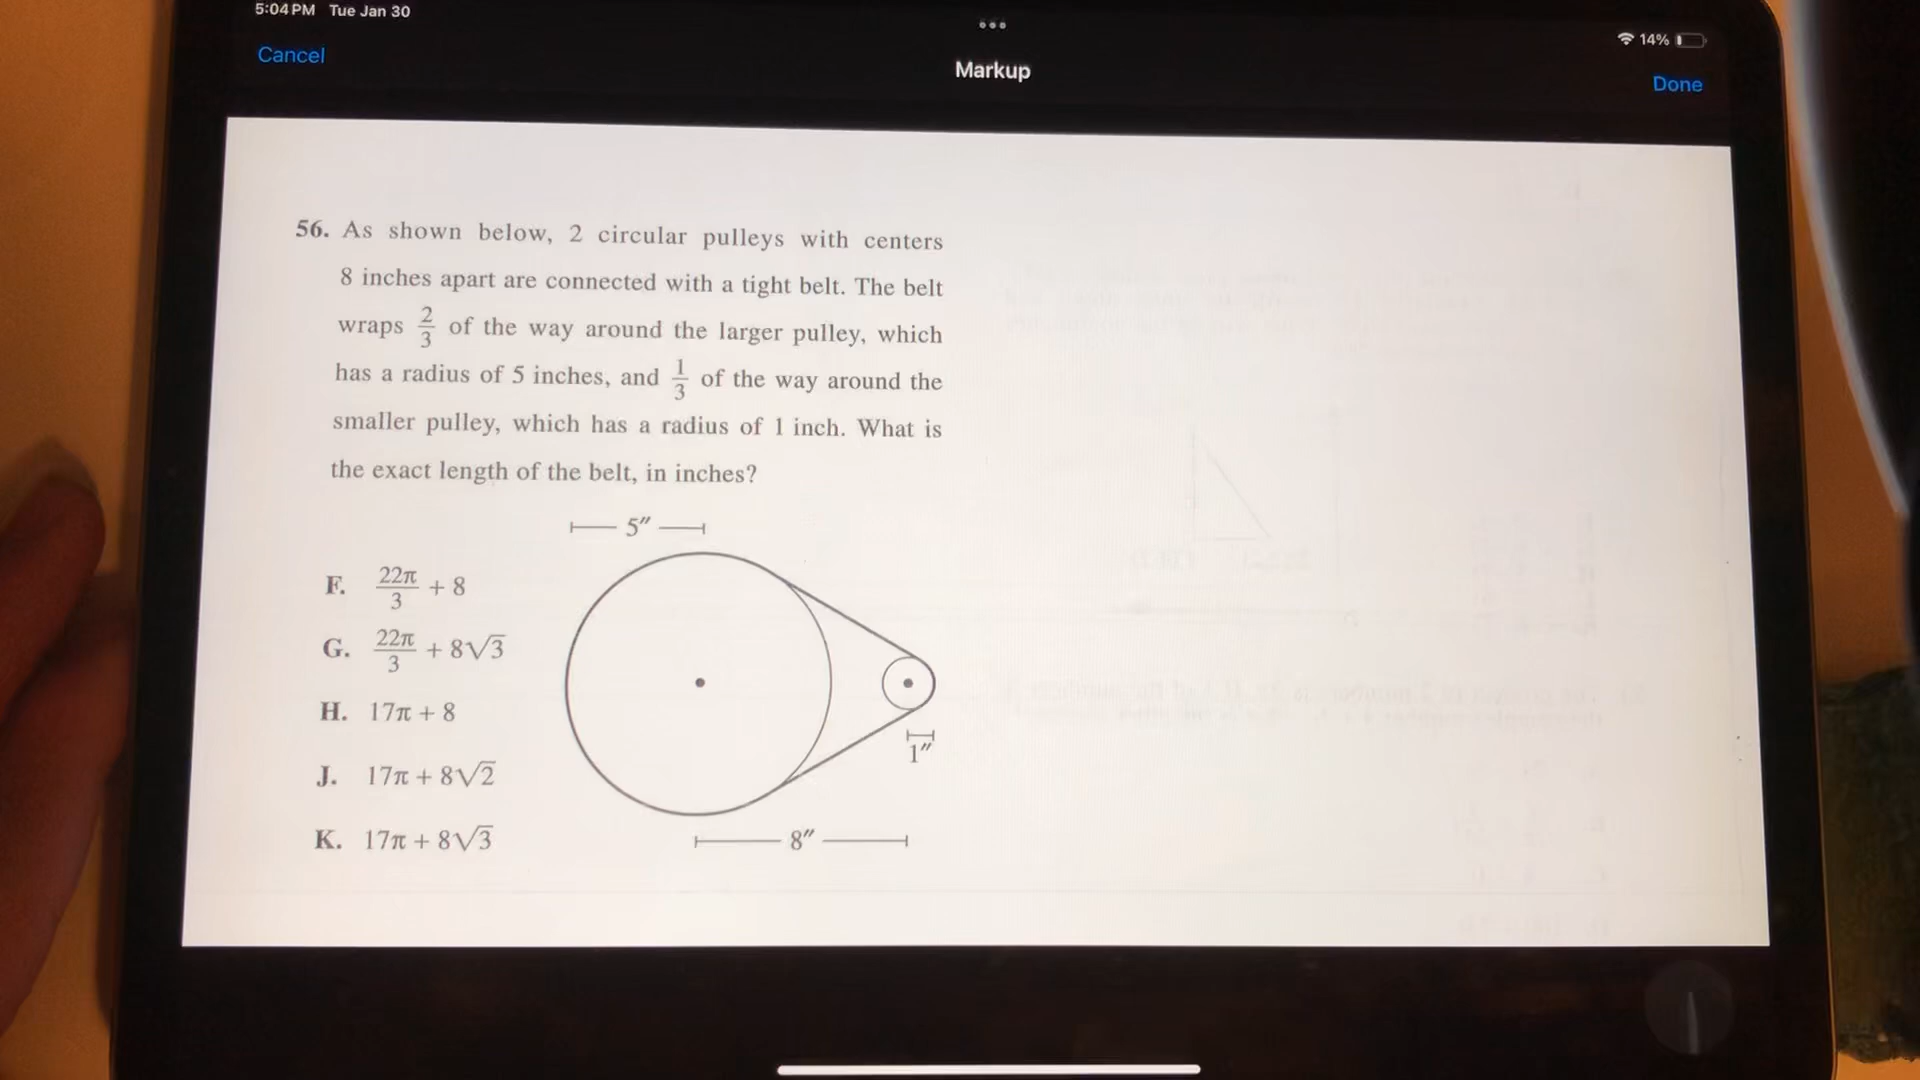 5:04 PM Tue Jan 30
14%
Cancel
Markup
Done
56. As shown below, 2 circular pulleys with centers
8 inches apart are connected with a tight belt. The belt
wraps 2/3 of the way around the larger pulley, which
has a radius of 5 inches, and 1/3 of the way around the
smaller pulley, which has a radius of 1 inch. What is
the exact length of the belt, in inches?
5″
F. 22π/3 + 8
G. 22π/3 + 8√3
H. 17π + 8
J. 17π + 8√2
K. 17π + 8√3
1″
8″